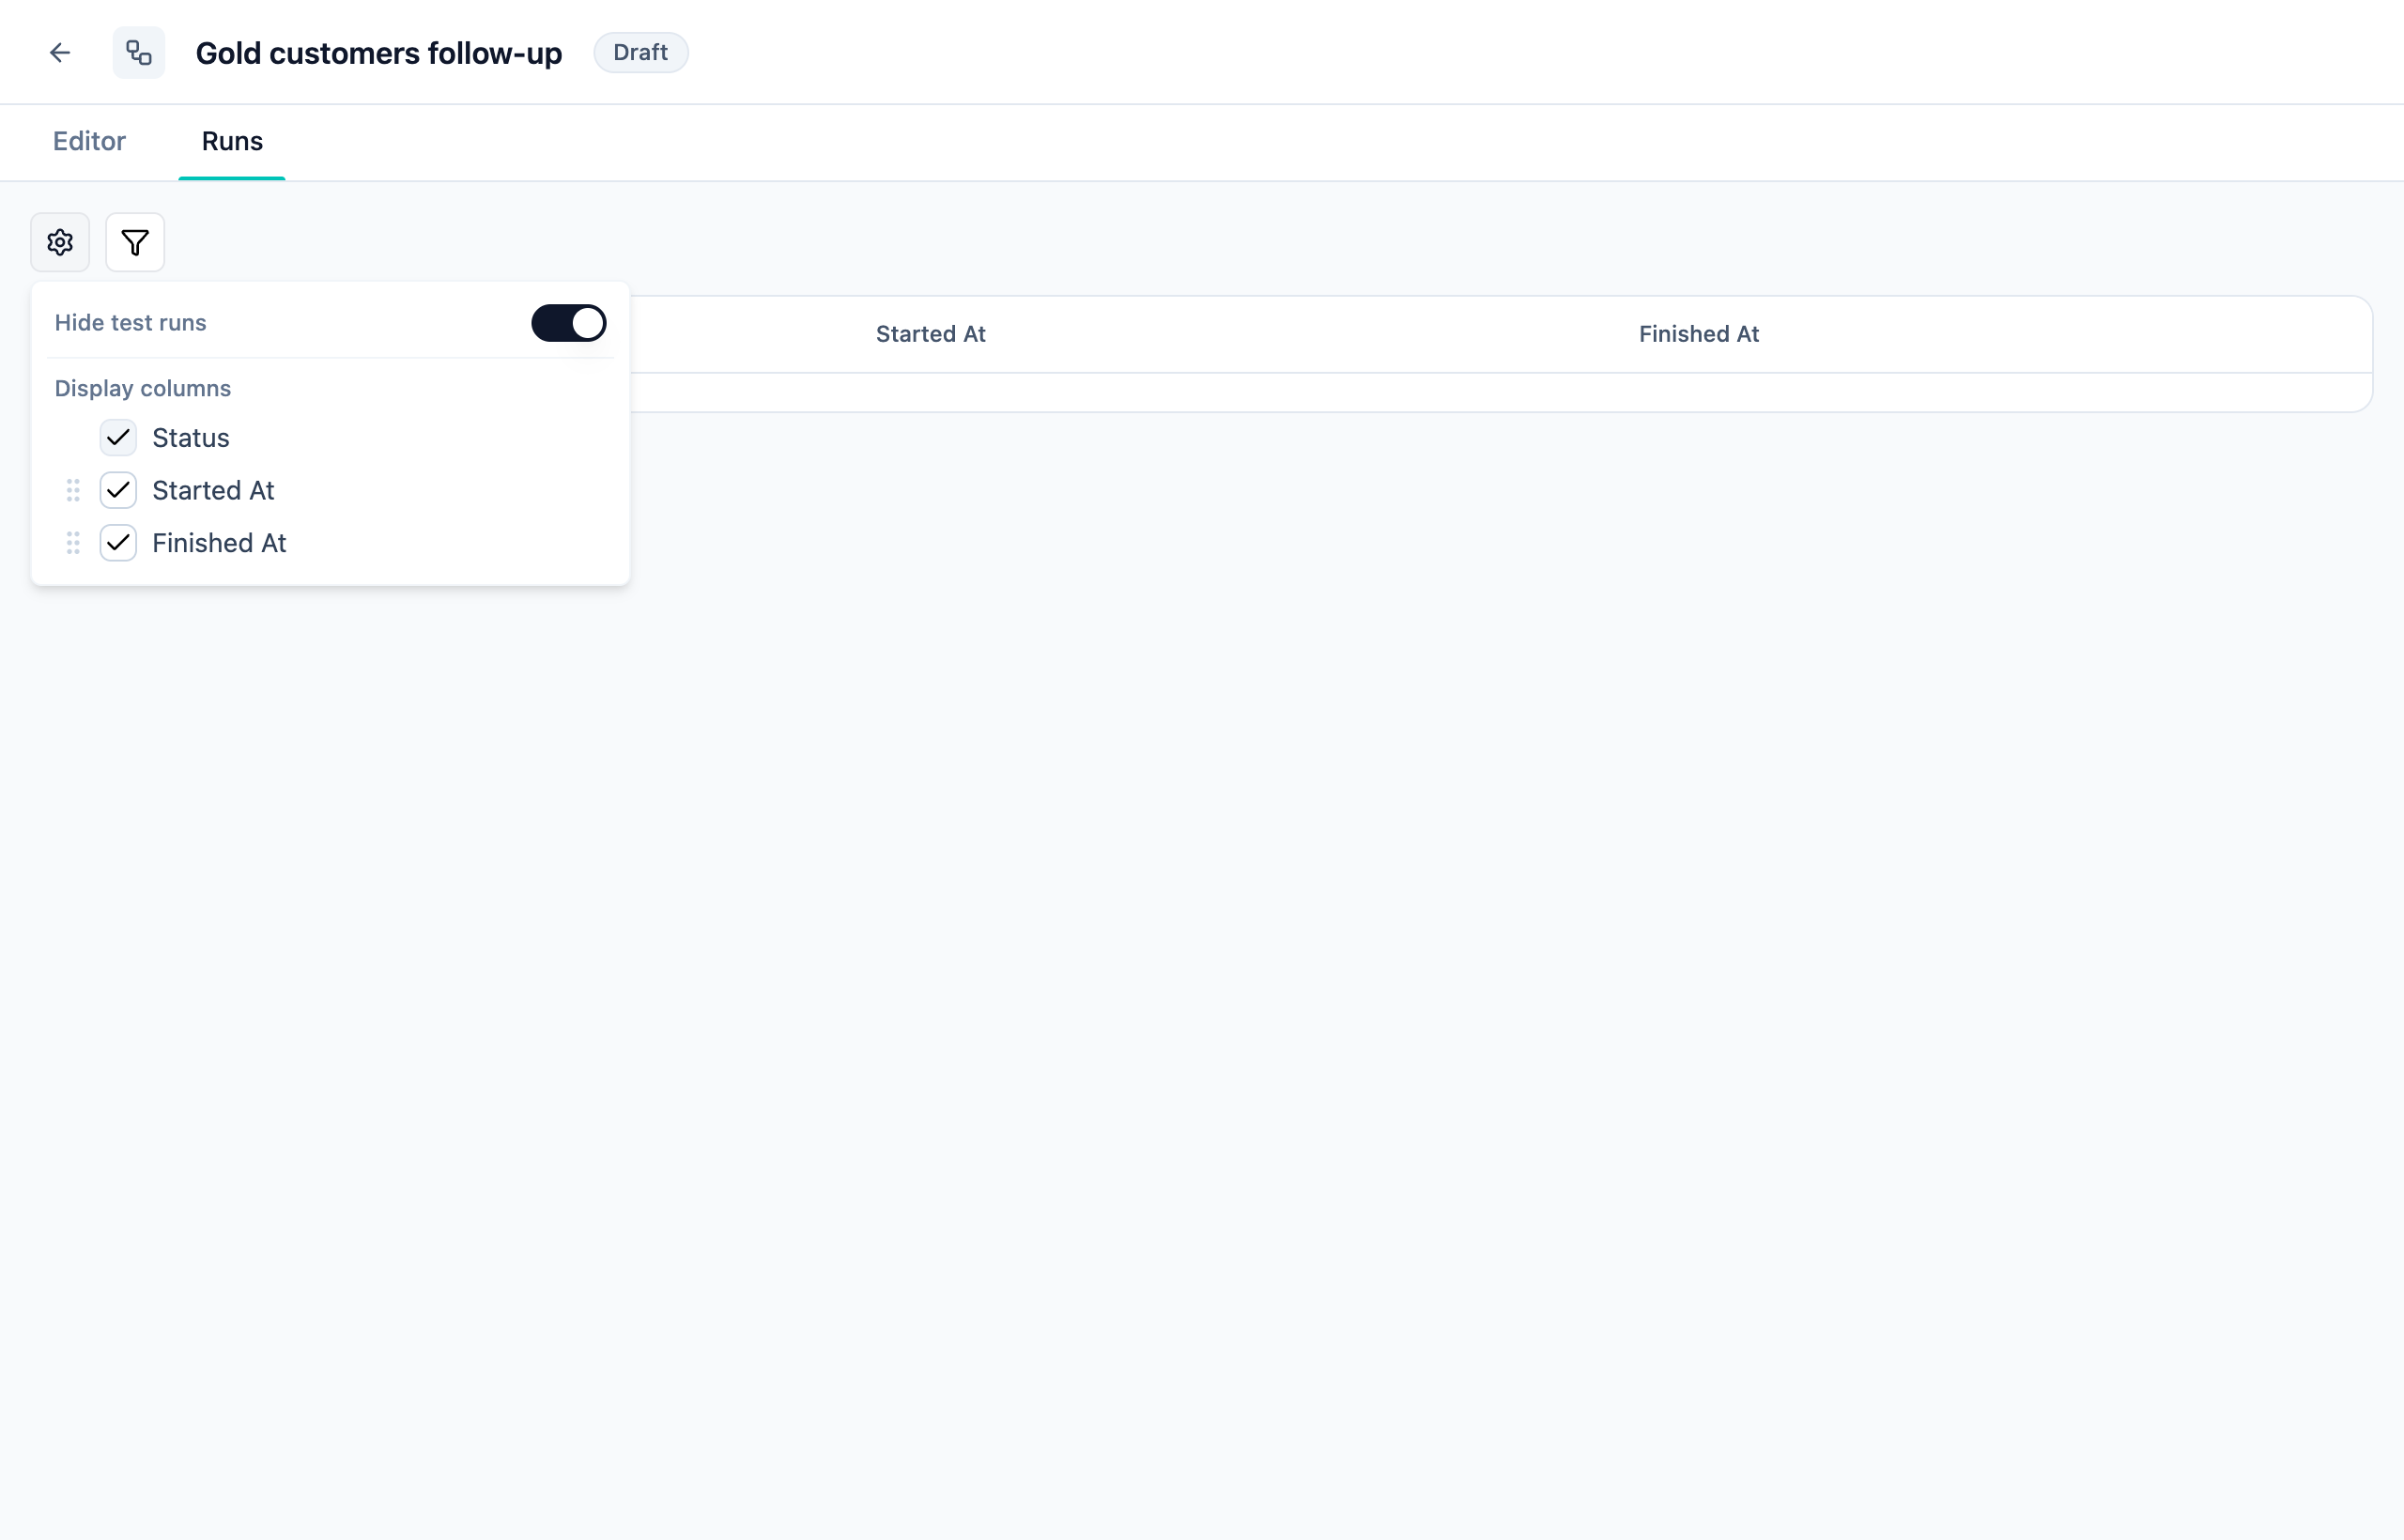 Gold customers follow-up
Draft
Editor
Runs
Hide test runs
Started At
Finished At
Display columns
Status
Started At
Finished At